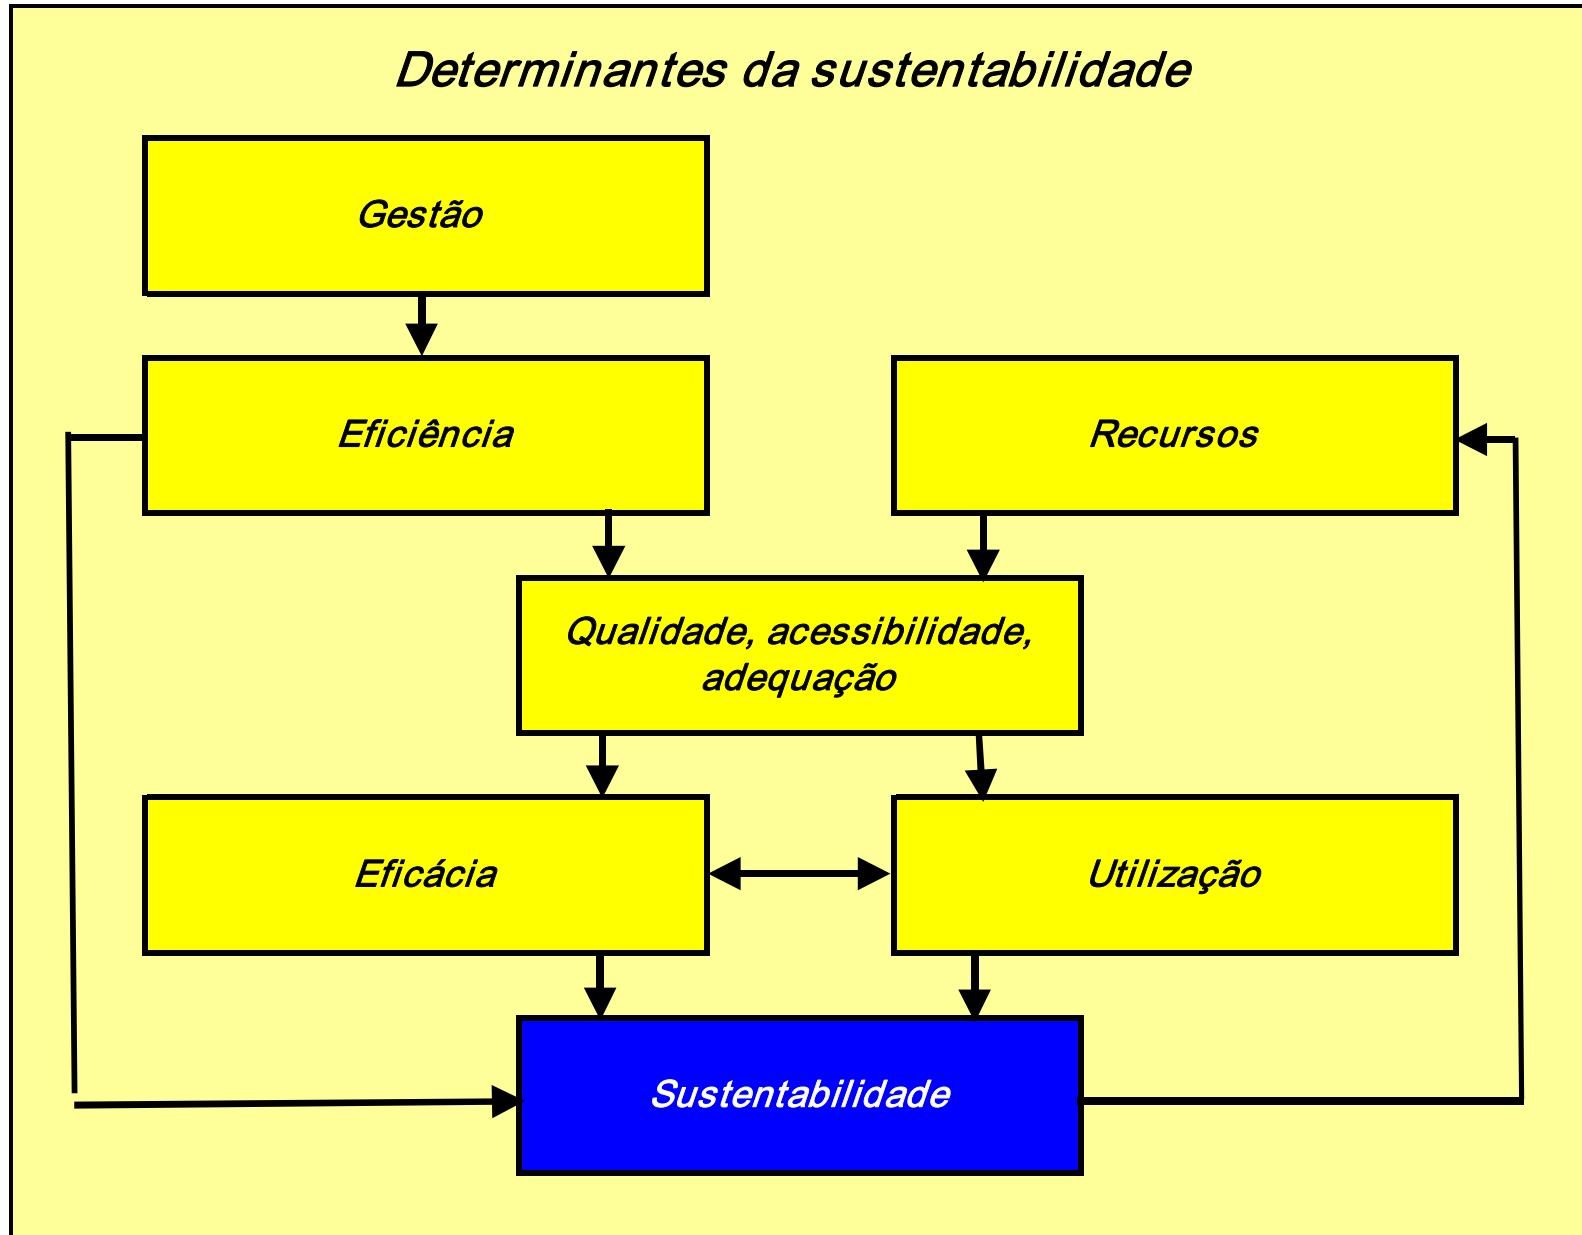 Determinantes da sustentabilidade
Gestão
Eficiência
Recursos
Qualidade, acessibilidade,
adequação
Eficácia
Utilização
Sustentabilidade